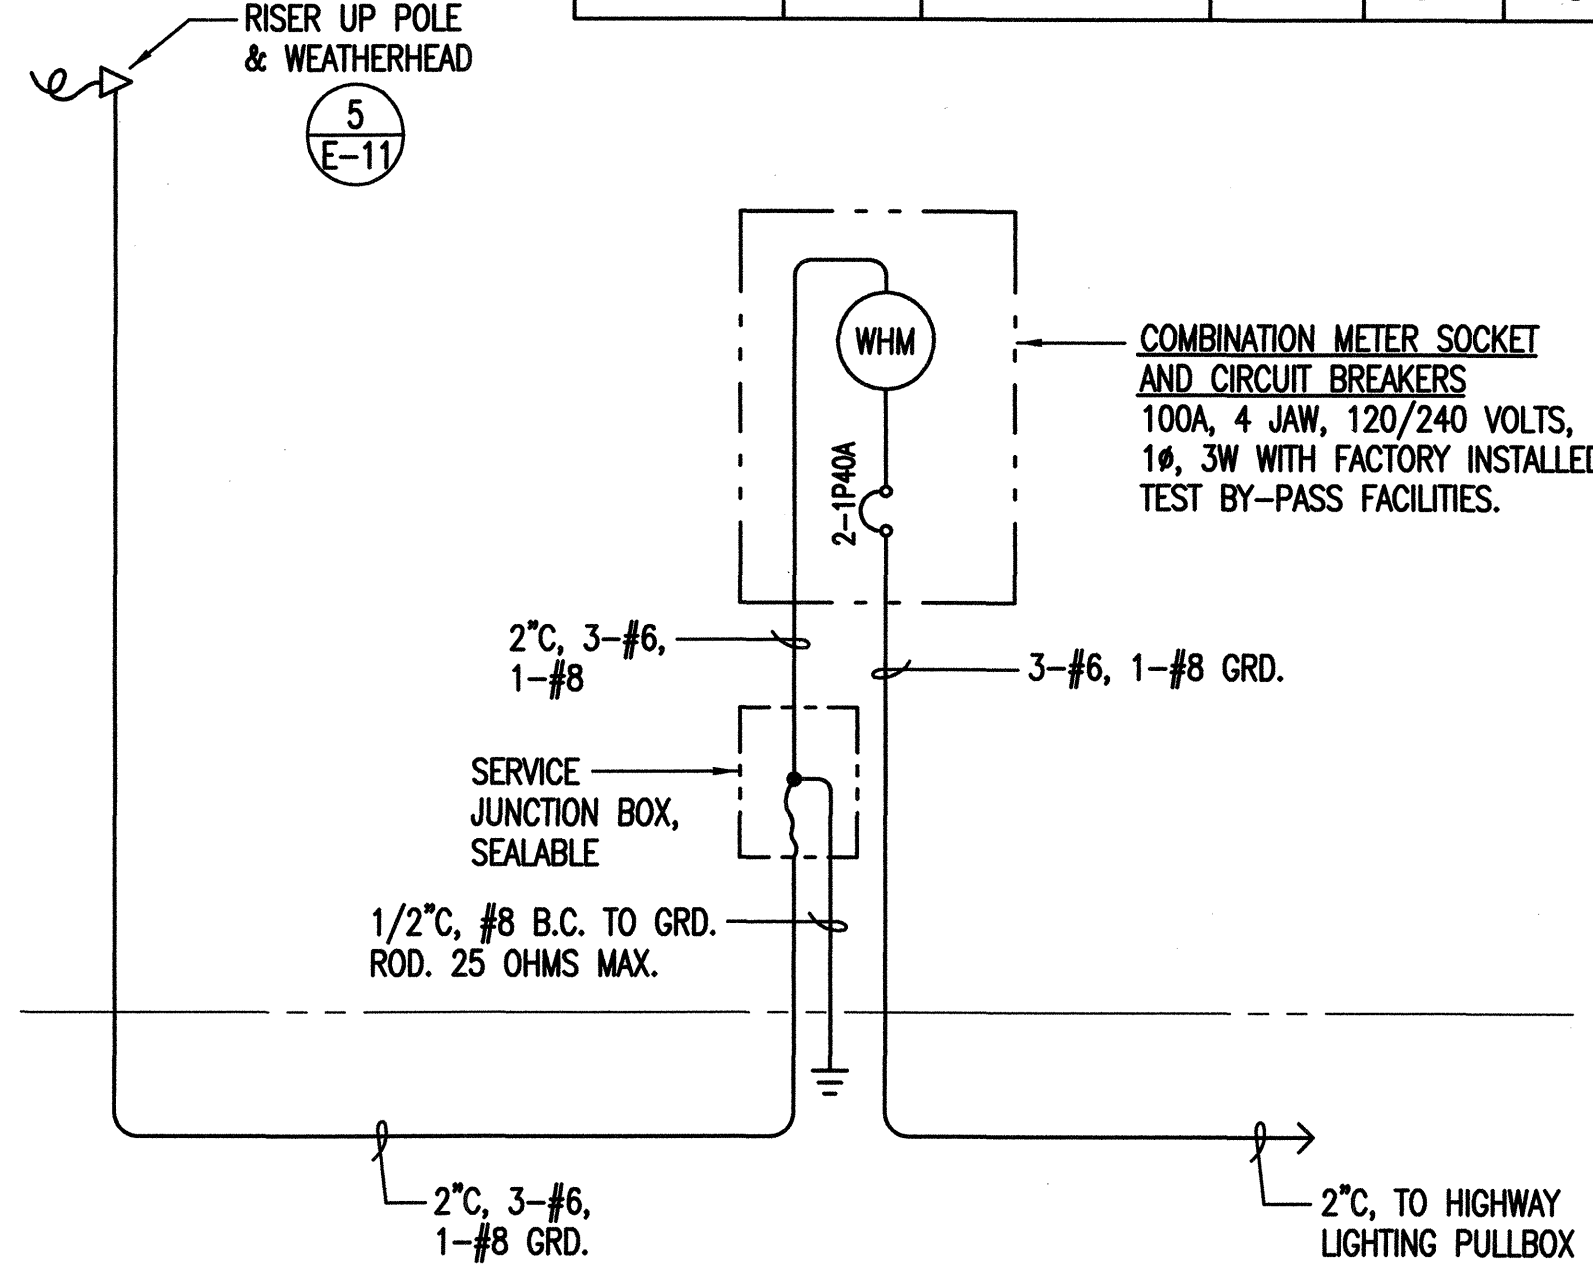 RISER UP POLE
& WEATHERHEAD
5
E-11
WHM
2-1P40A
COMBINATION METER SOCKET
AND CIRCUIT BREAKERS
100A, 4 JAW, 120/240 VOLTS,
1ø, 3W WITH FACTORY INSTALLED
TEST BY-PASS FACILITIES.
2"C, 3-#6,
1-#8
3-#6, 1-#8 GRD.
SERVICE
JUNCTION BOX,
SEALABLE
1/2"C, #8 B.C. TO GRD.
ROD. 25 OHMS MAX.
2"C, 3-#6,
1-#8 GRD.
2"C, TO HIGHWAY
LIGHTING PULLBOX